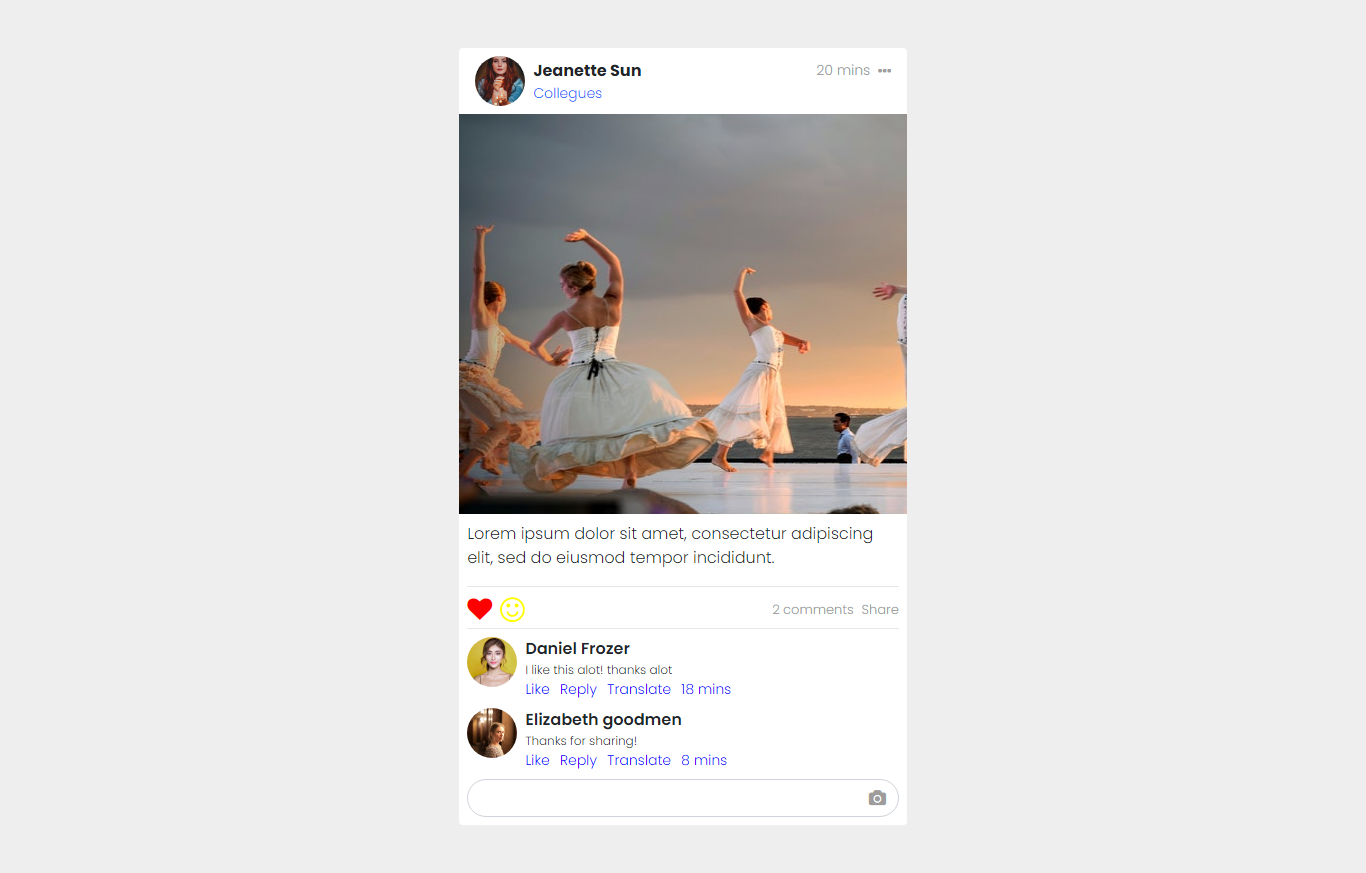 Jeanette Sun
20 mins
Collegues
Lorem ipsum dolor sit amet, consectetur adipiscing
elit, sed do eiusmod tempor incididunt.
2 comments Share
Daniel Frozer
I like this alot! thanks alot
Like Reply Translate 18 mins
Elizabeth goodmen
Thanks for sharing!
Like Reply Translate 8 mins